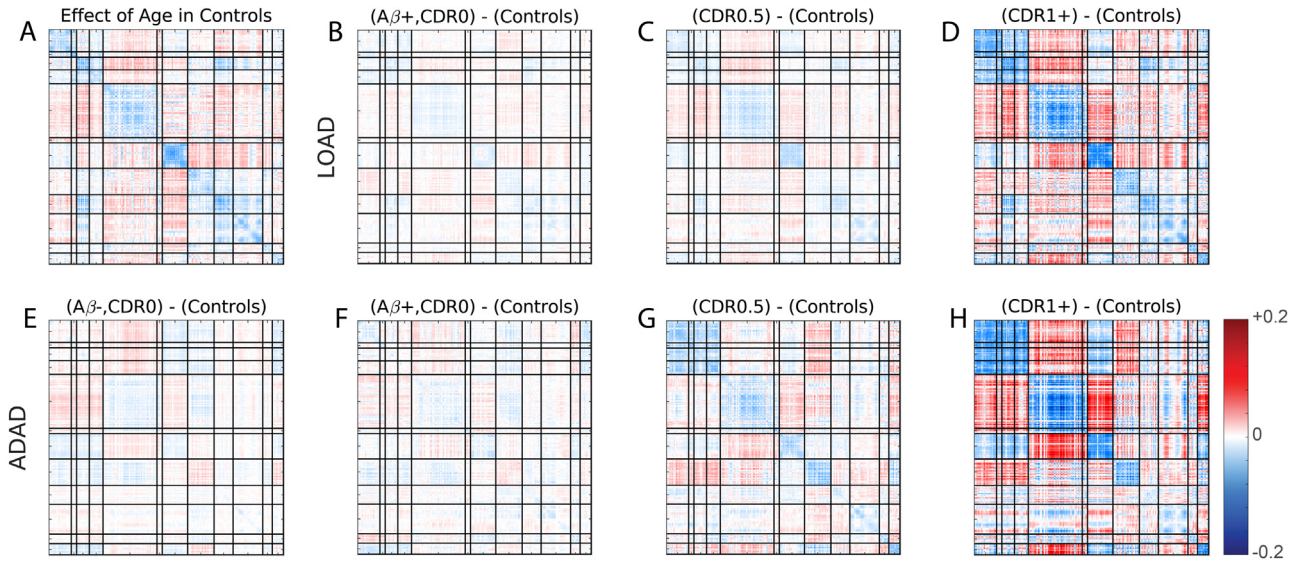 A Effect of Age in Controls
B (Aβ+,CDR0) - (Controls)
C (CDR0.5) - (Controls)
D (CDR1+) - (Controls)
LOAD
E (Aβ-,CDR0) - (Controls)
F (Aβ+,CDR0) - (Controls)
G (CDR0.5) - (Controls)
H (CDR1+) - (Controls)
ADAD
+0.2
0
-0.2